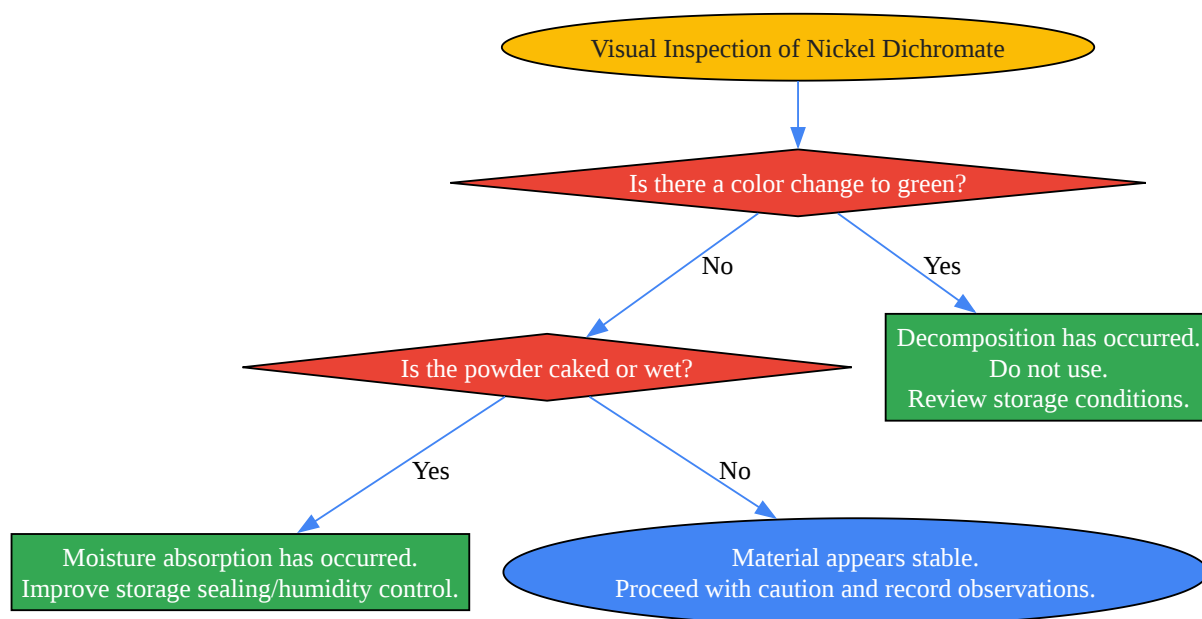 Visual Inspection of Nickel Dichromate
Is there a color change to green?
No
Yes
Decomposition has occurred.
Do not use.
Review storage conditions.
Is the powder caked or wet?
Yes
No
Moisture absorption has occurred.
Improve storage sealing/humidity control.
Material appears stable.
Proceed with caution and record observations.